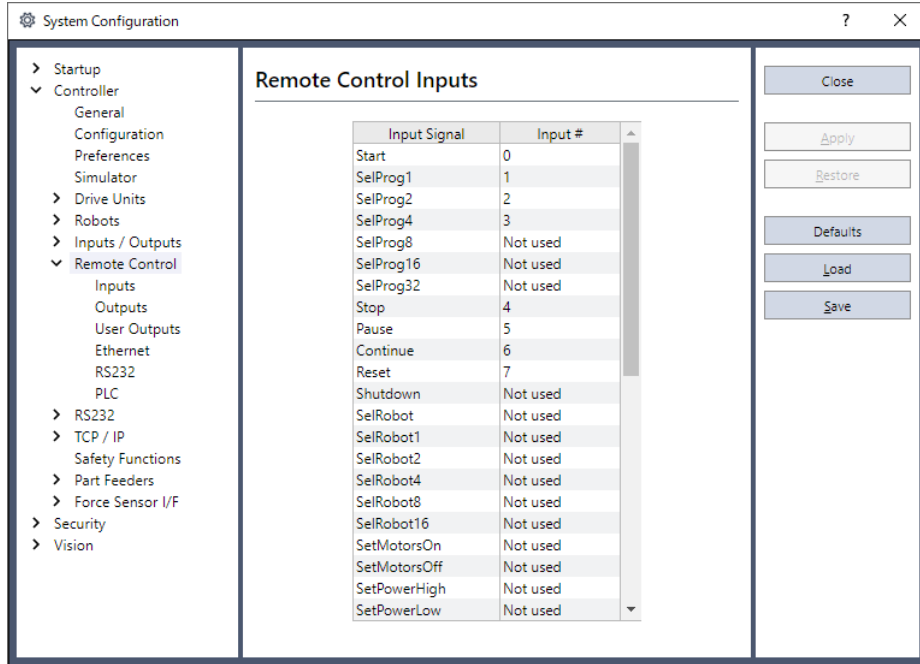 System Configuration
?
Startup
Controller
General
Configuration
Preferences
Simulator
Drive Units
Robots
Inputs / Outputs
Remote Control
Inputs
Outputs
User Outputs
Ethernet
RS232
PLC
RS232
TCP / IP
Safety Functions
Part Feeders
Force Sensor I/F
Security
Vision
Remote Control Inputs
Input Signal Input #
Start 0
SelProg1 1
SelProg2 2
SelProg4 3
SelProg8 Not used
SelProg16 Not used
SelProg32 Not used
Stop 4
Pause 5
Continue 6
Reset 7
Shutdown Not used
SelRobot Not used
SelRobot1 Not used
SelRobot2 Not used
SelRobot4 Not used
SelRobot8 Not used
SelRobot16 Not used
SetMotorsOn Not used
SetMotorsOff Not used
SetPowerHigh Not used
SetPowerLow Not used
Close
Apply
Restore
Defaults
Load
Save